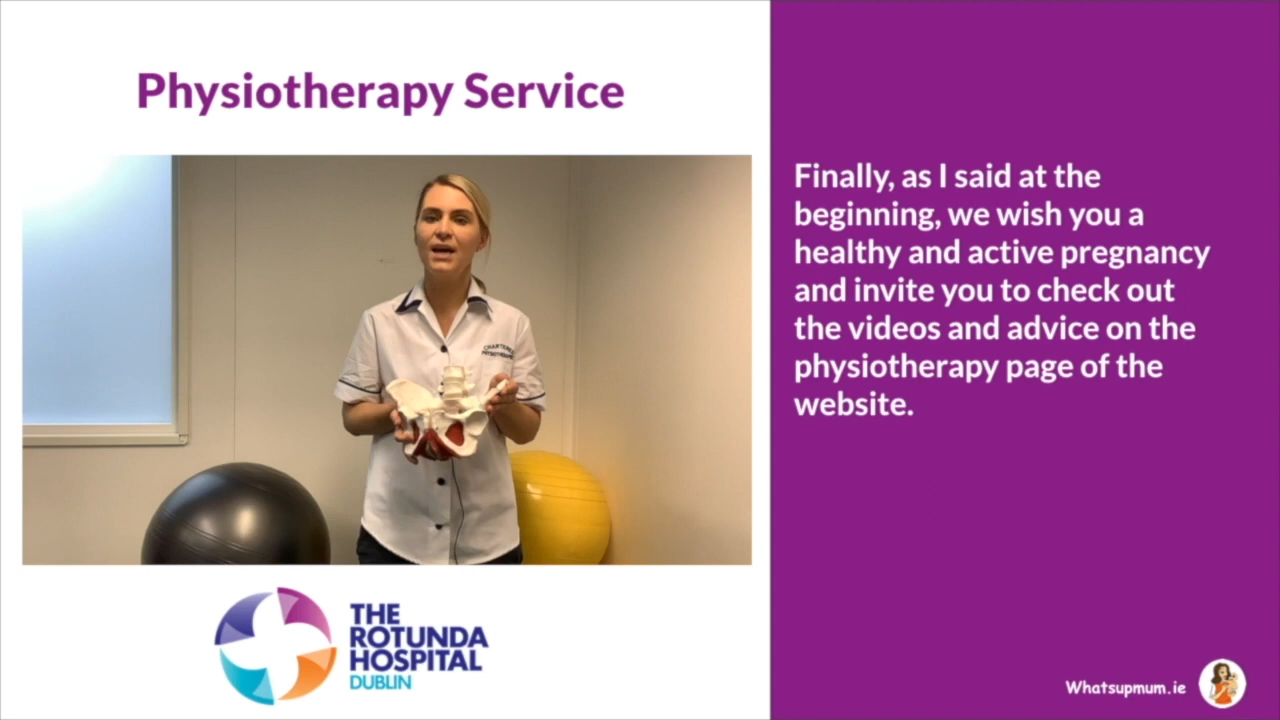 Physiotherapy Service
CHARTERED
PHYSIOTHERAPIST
Finally, as I said at the
beginning, we wish you a
healthy and active pregnancy
and invite you to check out
the videos and advice on the
physiotherapy page of the
website.
THE
ROTUNDA
HOSPITAL
DUBLIN
Whatsupmum.ie